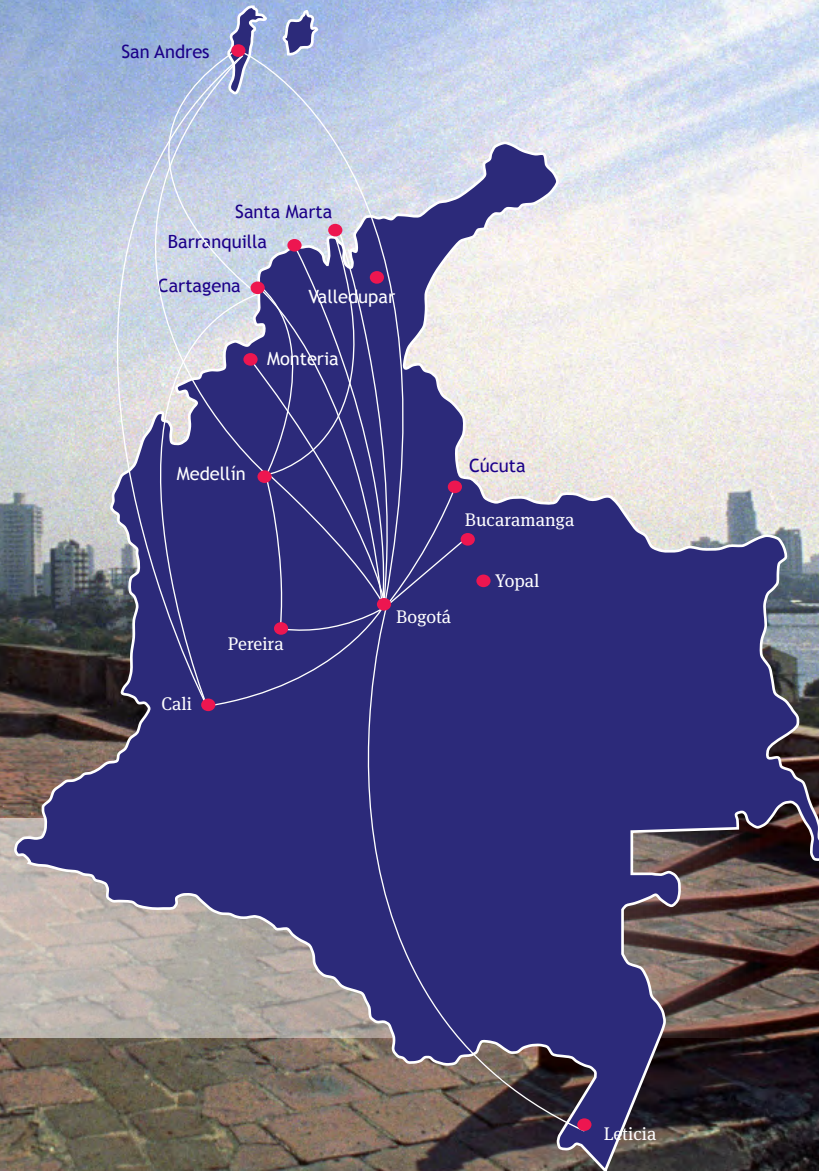 San Andres
Santa Marta
Barranquilla
Cartagena
Valledupar
Monteria
Medellín
Cúcuta
Bucaramanga
Yopal
Bogotá
Pereira
Cali
Leticia